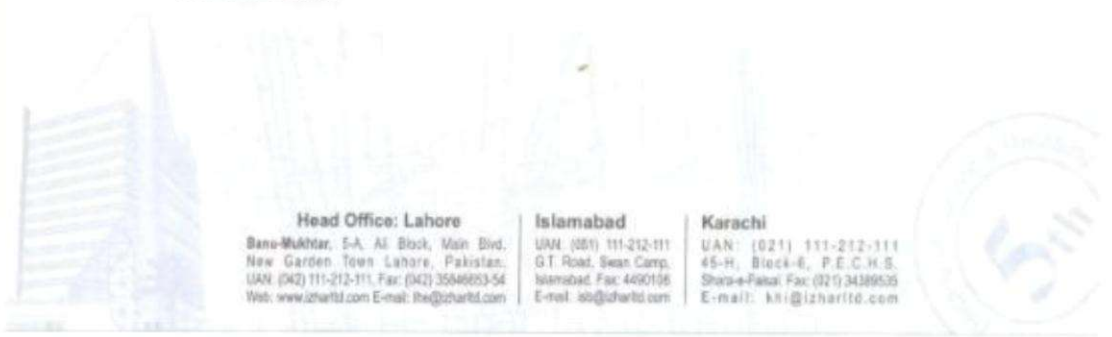 Head Office: Lahore
Banu-Mukhtar, 5-A, Ali Block, Main Blvd,
New Garden Town Lahore, Pakistan.
UAN: (042) 111-212-111, Fax: (042) 35846653-54
Web: www.izharltd.com E-mail: lhe@izharltd.com
Islamabad
UAN: (051) 111-212-111
G.T. Road, Swan Camp,
Islamabad. Fax: 4490106
E-mail: isb@izharltd.com
Karachi
UAN: (021) 111-212-111
45-H, Block-6, P.E.C.H.S.
Shara-e-Faisal. Fax: (021) 34389535
E-mail: khi@izharltd.com
5th